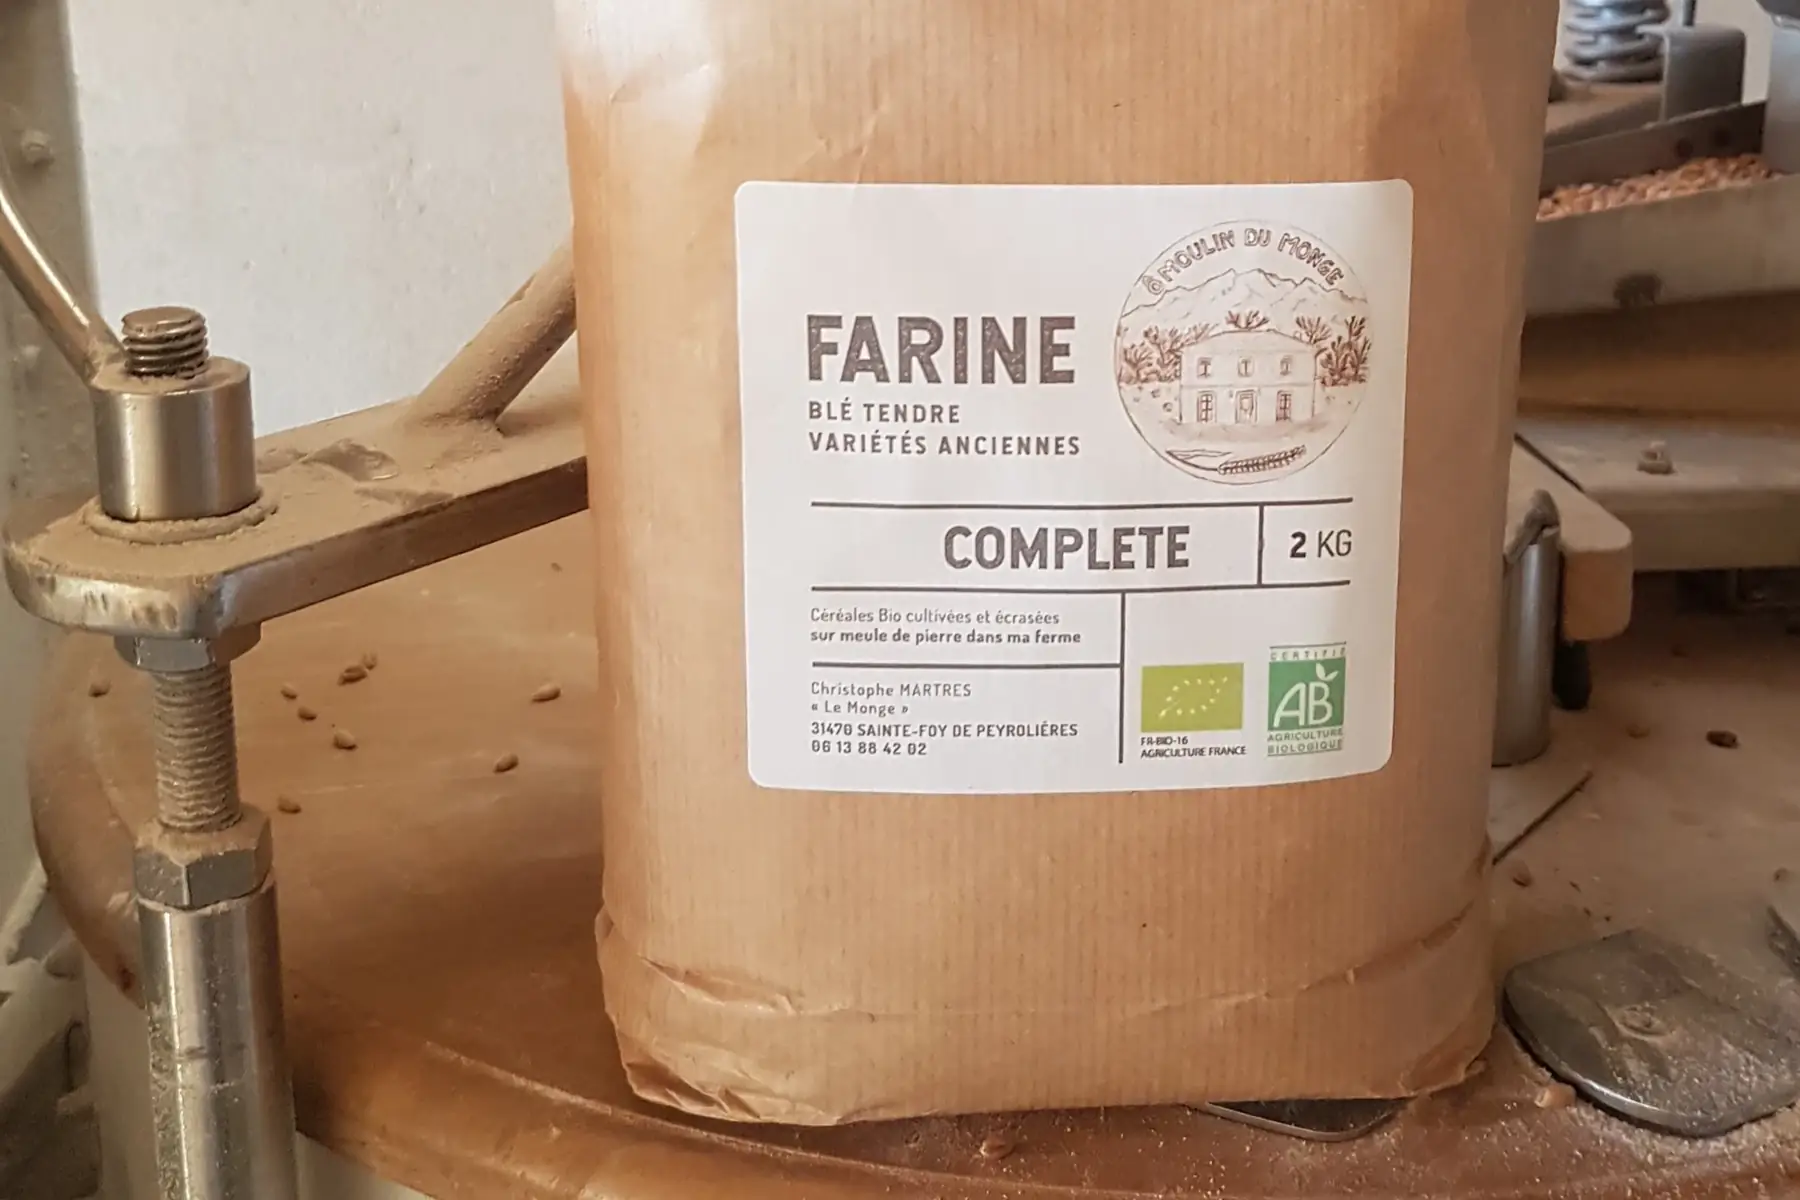 Ô MOULIN DU MONGE
FARINE
BLÉ TENDRE
VARIÉTÉS ANCIENNES
COMPLETE
2 KG
Céréales Bio cultivées et écrasées
sur meule de pierre dans ma ferme
Christophe MARTRES
« Le Monge »
31470 SAINTE-FOY DE PEYROLIÉRES
06 13 88 42 02
FR-BIO-16
AGRICULTURE FRANCE
CERTIFIÉ
AB
AGRICULTURE
BIOLOGIQUE